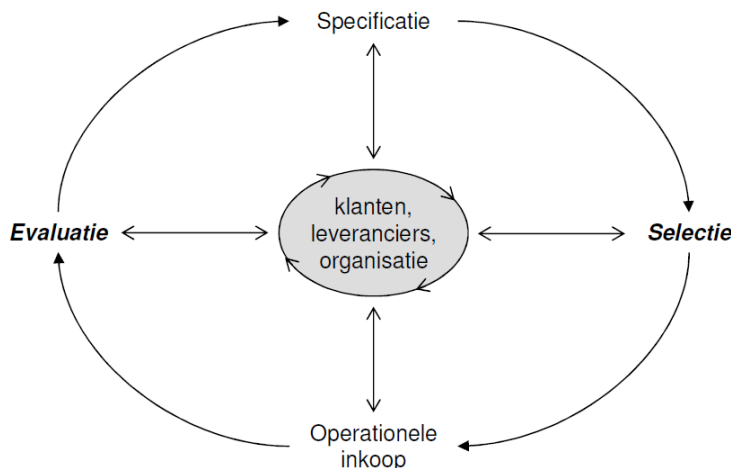 Specificatie
klanten,
leveranciers,
organisatie
Evaluatie
Selectie
Operationele
inkoop